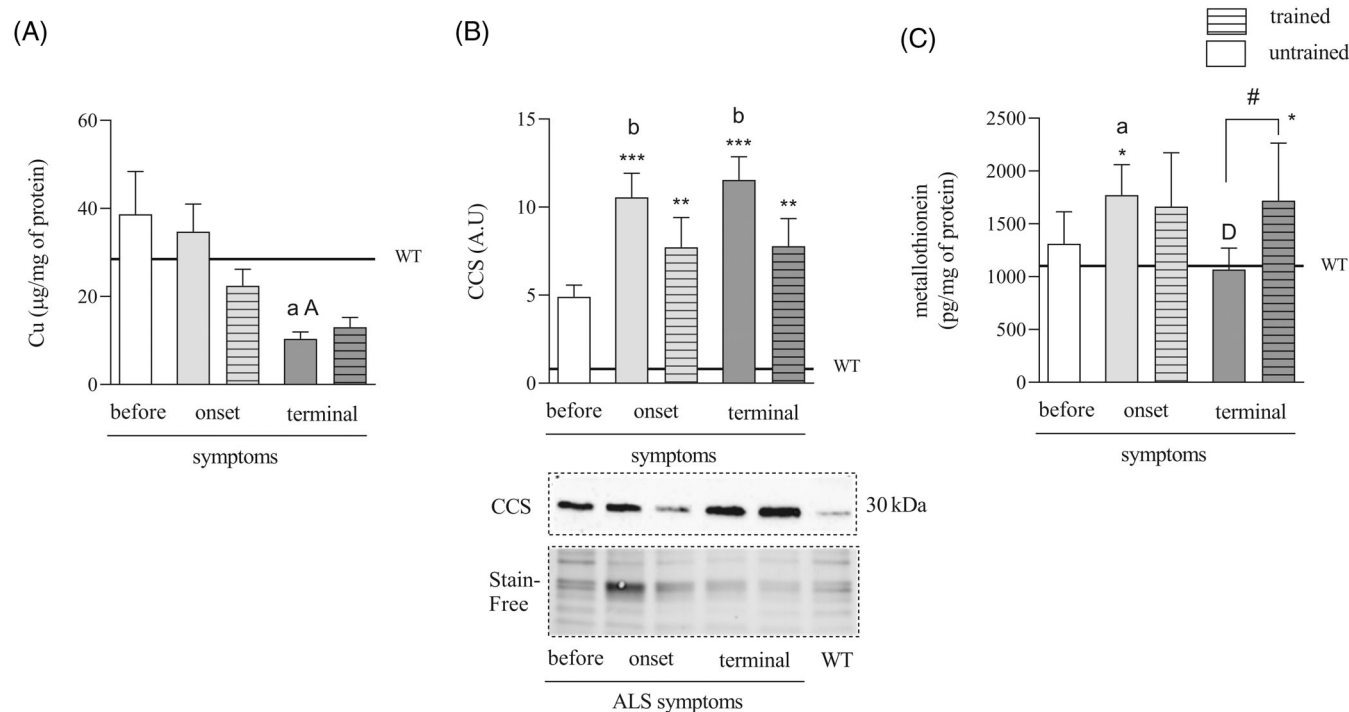 (A)
60
40
20
0
Cu (µg/mg of protein)
WT
a A
before onset terminal
symptoms
(B)
15
10
5
0
CCS (A.U)
b
***
**
b
***
**
WT
before onset terminal
symptoms
CCS
30 kDa
Stain-
Free
before onset terminal WT
ALS symptoms
(C)
trained
untrained
2500
2000
1500
1000
500
0
metallothionein
(pg/mg of protein)
a
*
#
*
D
WT
before onset terminal
symptoms